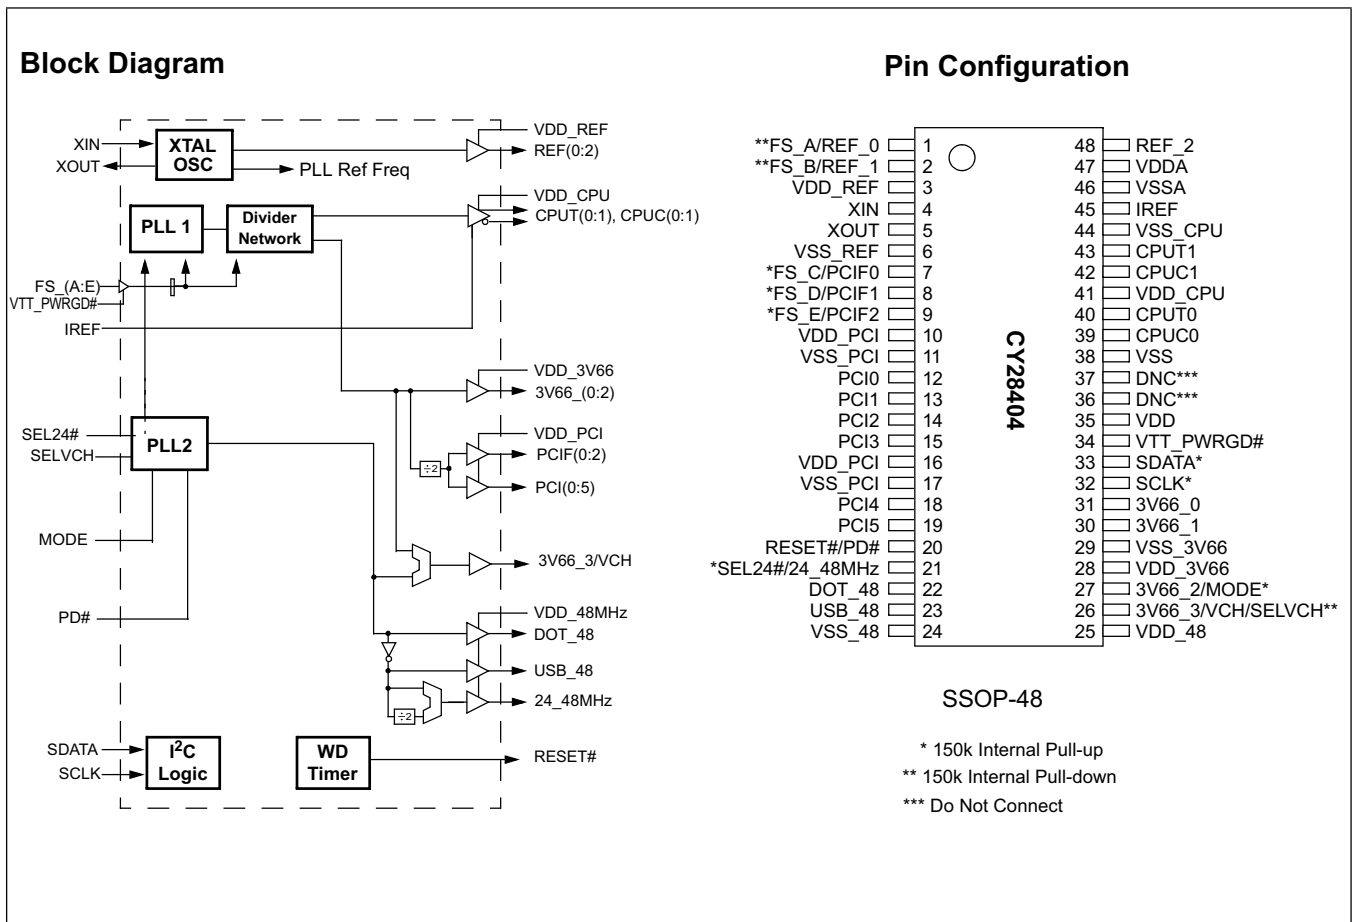 Block Diagram
XIN
XOUT
XTAL
OSC
VDD_REF
REF(0:2)
PLL Ref Freq
VDD_CPU
CPUT(0:1), CPUC(0:1)
PLL 1
Divider
Network
FS_(A:E)
VTT_PWRGD#
IREF
VDD_3V66
3V66_(0:2)
SEL24#
SELVCH
PLL2
VDD_PCI
PCIF(0:2)
÷2
PCI(0:5)
MODE
3V66_3/VCH
PD#
VDD_48MHz
DOT_48
USB_48
24_48MHz
÷2
SDATA
SCLK
I2C
Logic
WD
Timer
RESET#
Pin Configuration
**FS_A/REF_0 1
**FS_B/REF_1 2
VDD_REF 3
XIN 4
XOUT 5
VSS_REF 6
*FS_C/PCIF0 7
*FS_D/PCIF1 8
*FS_E/PCIF2 9
VDD_PCI 10
VSS_PCI 11
PCI0 12
PCI1 13
PCI2 14
PCI3 15
VDD_PCI 16
VSS_PCI 17
PCI4 18
PCI5 19
RESET#/PD# 20
*SEL24#/24_48MHz 21
DOT_48 22
USB_48 23
VSS_48 24
CY28404
48 REF_2
47 VDDA
46 VSSA
45 IREF
44 VSS_CPU
43 CPUT1
42 CPUC1
41 VDD_CPU
40 CPUT0
39 CPUC0
38 VSS
37 DNC***
36 DNC***
35 VDD
34 VTT_PWRGD#
33 SDATA*
32 SCLK*
31 3V66_0
30 3V66_1
29 VSS_3V66
28 VDD_3V66
27 3V66_2/MODE*
26 3V66_3/VCH/SELVCH**
25 VDD_48
SSOP-48
* 150k Internal Pull-up
** 150k Internal Pull-down
*** Do Not Connect